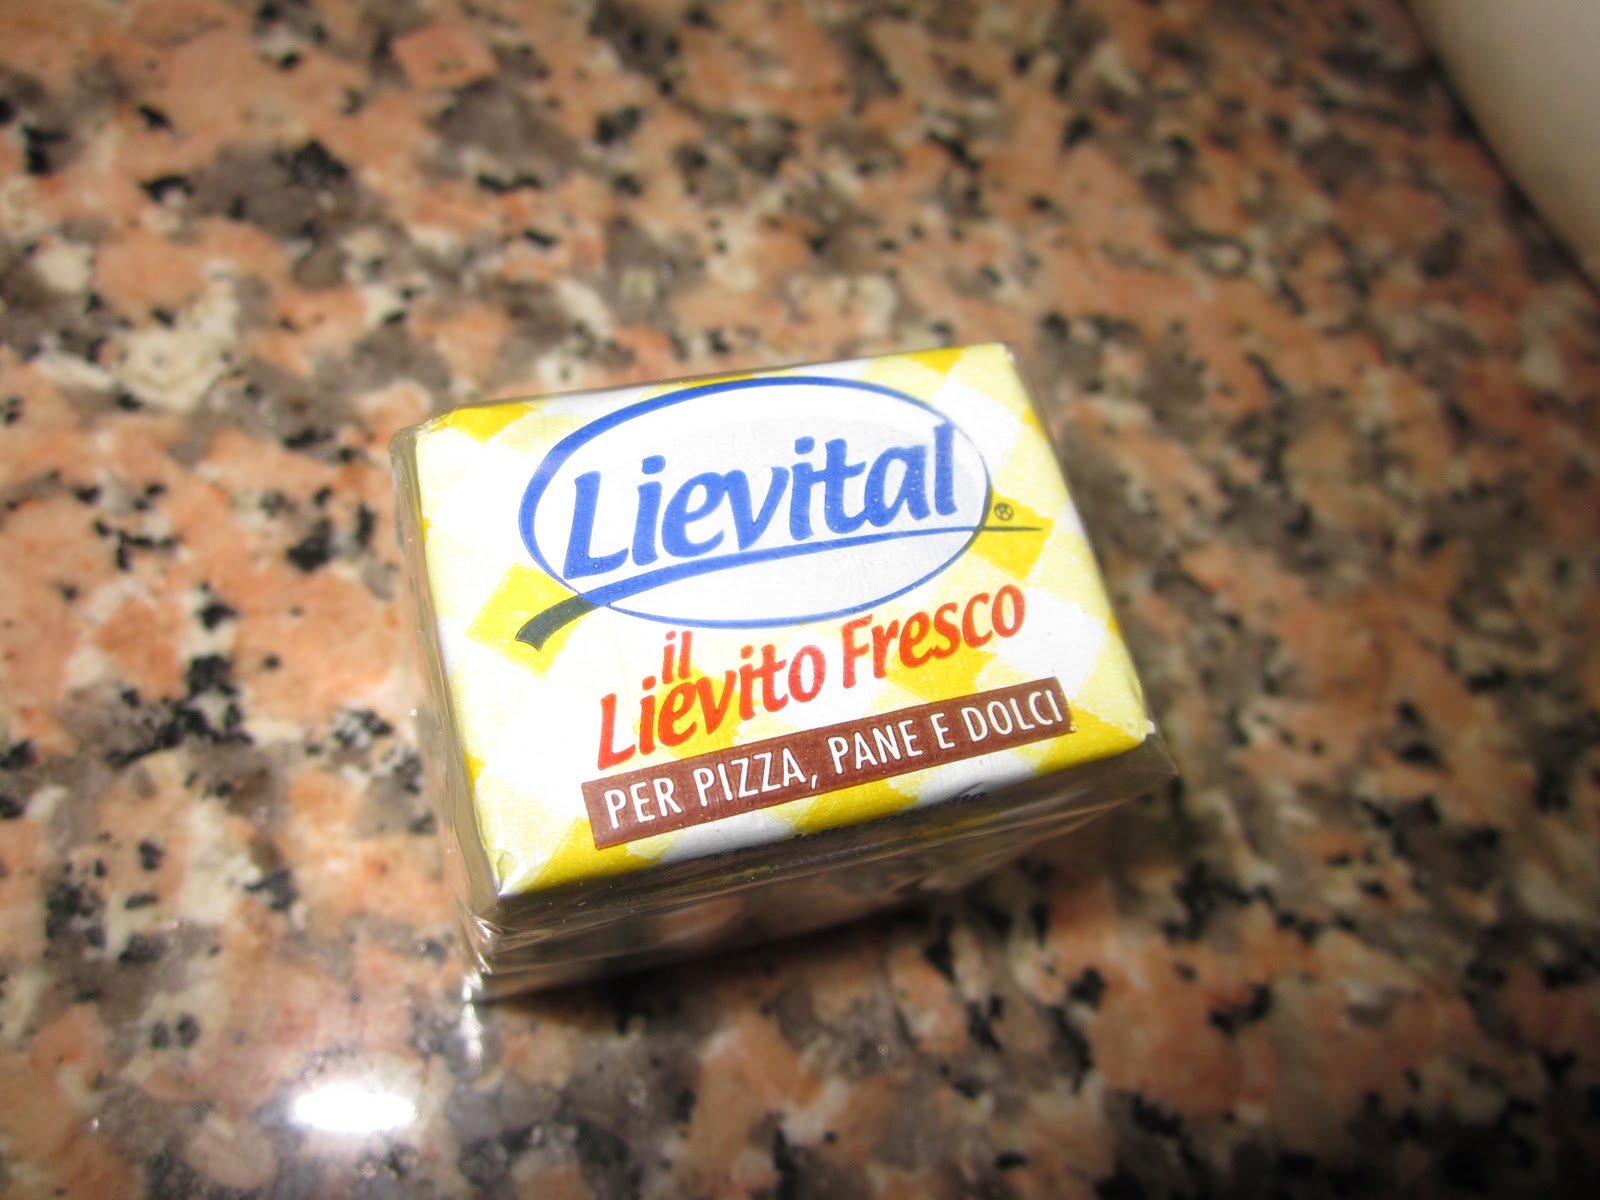 Lievital®
il
Lievito Fresco
PER PIZZA, PANE E DOLCI